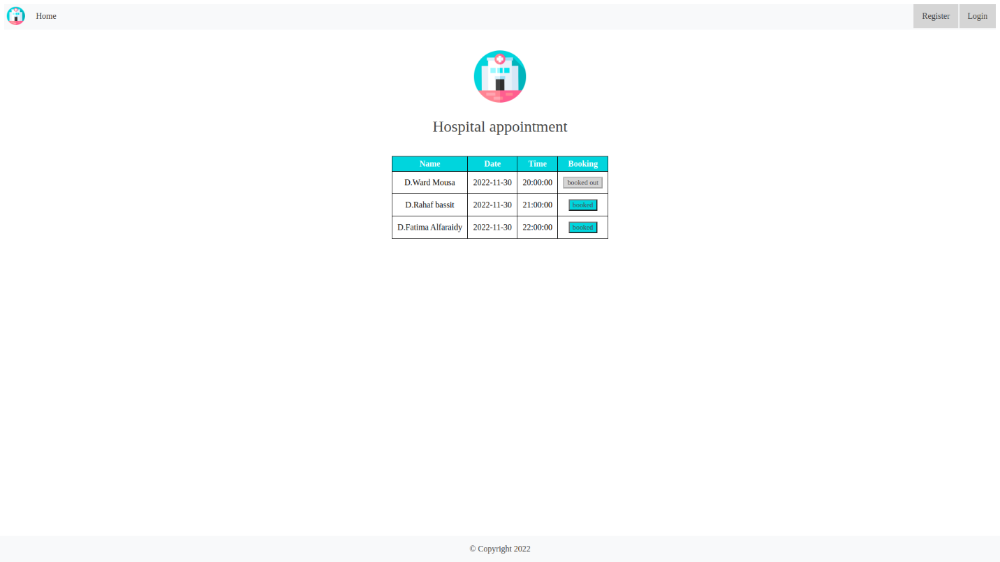 Home Register Login
Hospital appointment
Name Date Time Booking
D.Ward Mousa 2022-11-30 20:00:00 booked out
D.Rahaf bassit 2022-11-30 21:00:00 booked
D.Fatima Alfaraidy 2022-11-30 22:00:00 booked
© Copyright 2022